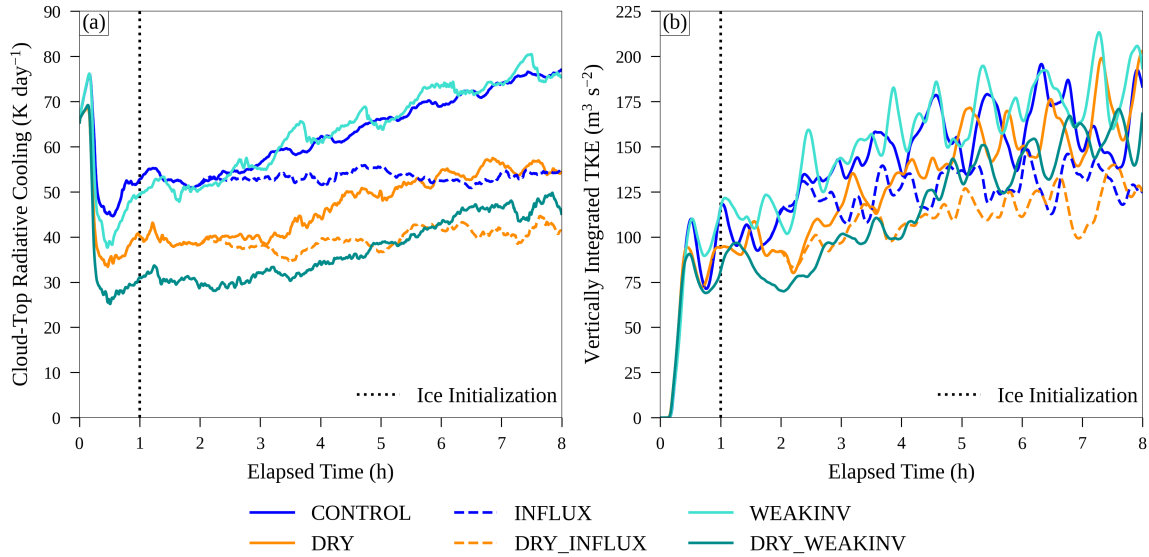 (a)
Cloud-Top Radiative Cooling (K day⁻¹)
90
80
70
60
50
40
30
20
10
0
Ice Initialization
0 1 2 3 4 5 6 7 8
Elapsed Time (h)
(b)
Vertically Integrated TKE (m³ s⁻²)
225
200
175
150
125
100
75
50
25
0
Ice Initialization
0 1 2 3 4 5 6 7 8
Elapsed Time (h)
CONTROL INFLUX WEAKINV
DRY DRY_INFLUX DRY_WEAKINV